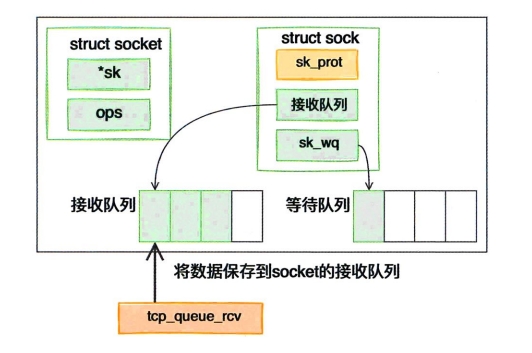 struct socket
*sk
ops
struct sock
sk_prot
接收队列
sk_wq
接收队列
等待队列
将数据保存到socket的接收队列
tcp_queue_rcv